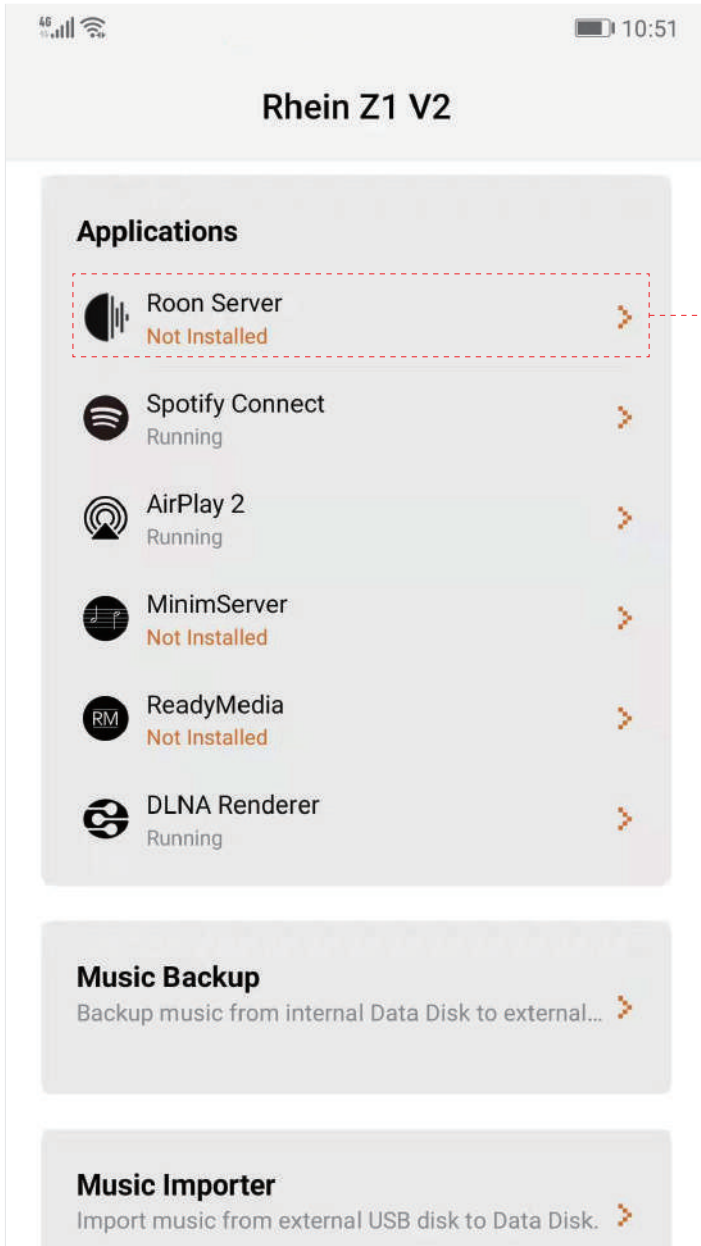 4G
10:51
Rhein Z1 V2
Applications
Roon Server
Not Installed
Spotify Connect
Running
AirPlay 2
Running
MinimServer
Not Installed
RM
ReadyMedia
Not Installed
DLNA Renderer
Running
Music Backup
Backup music from internal Data Disk to external...
Music Importer
Import music from external USB disk to Data Disk.